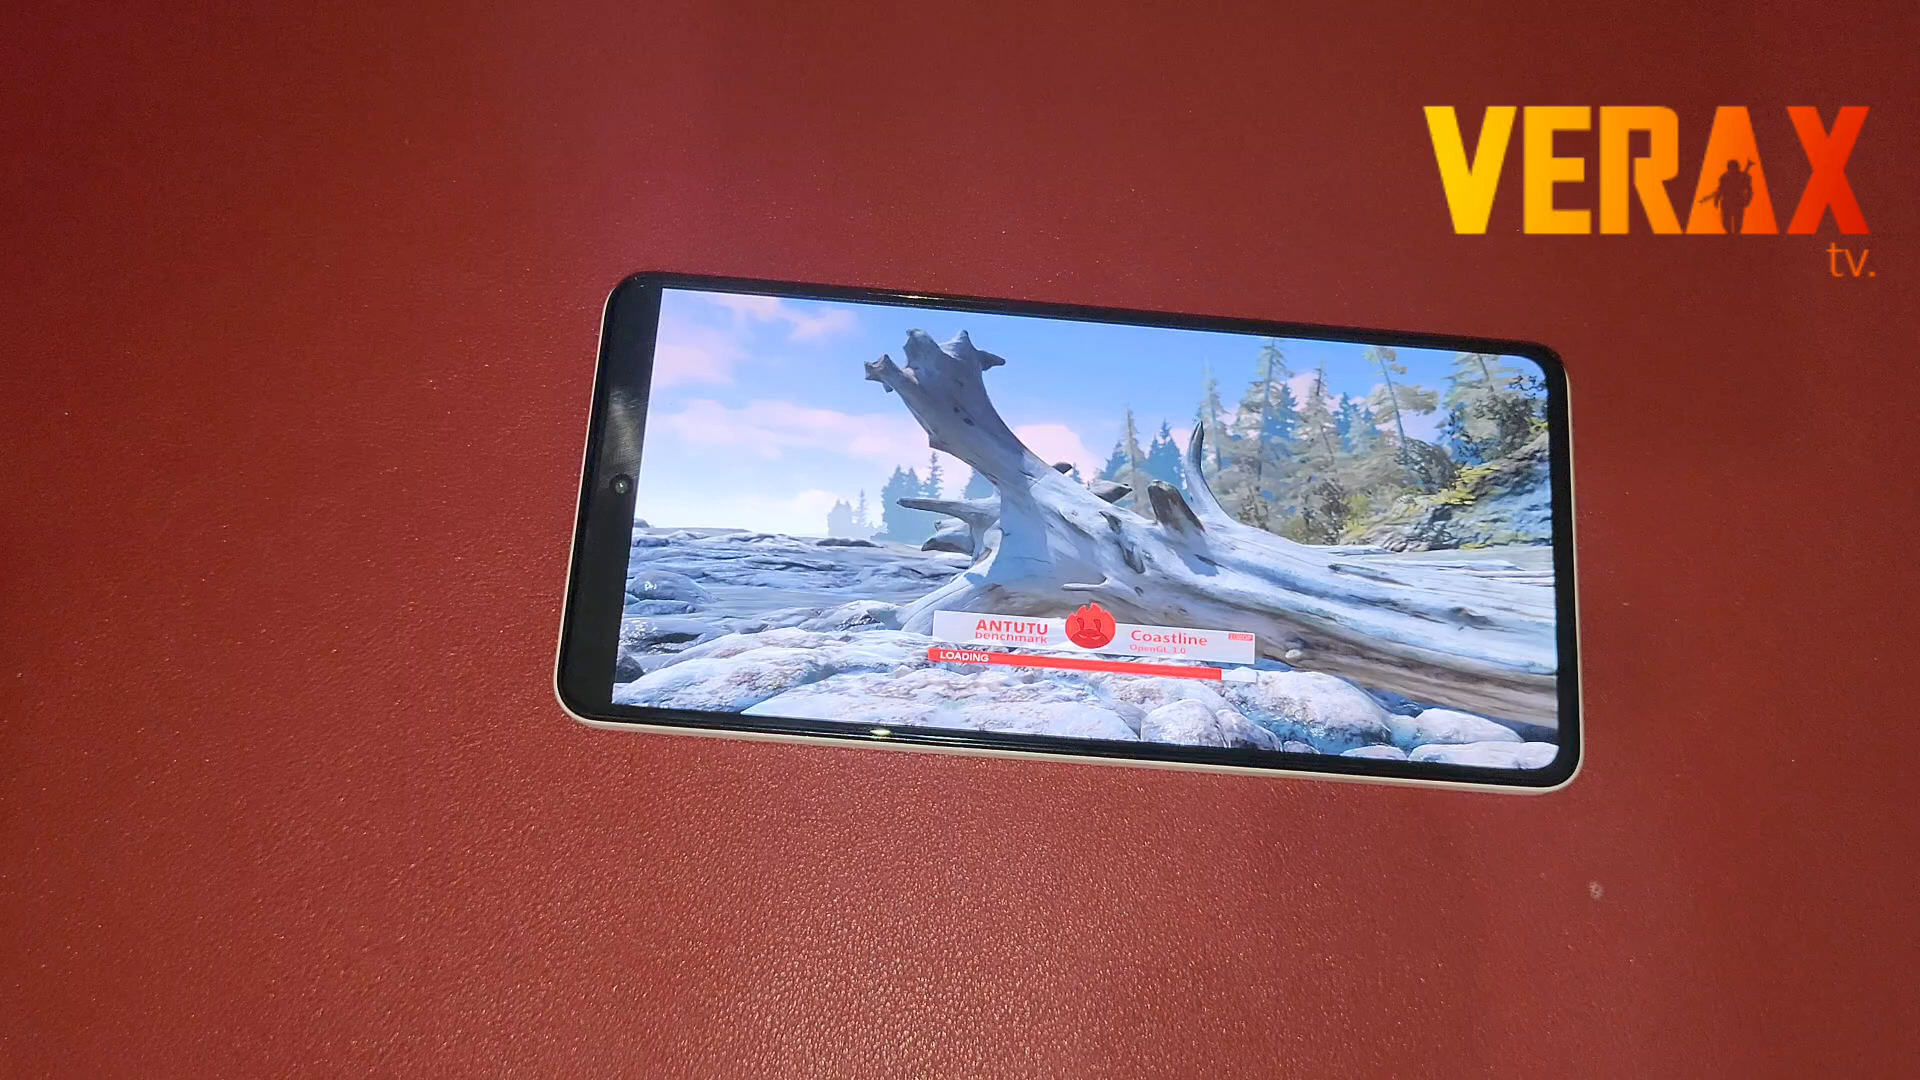 VERAX
tv.
ANTUTU
benchmark
Coastline
OpenGL 3.0
LOADING